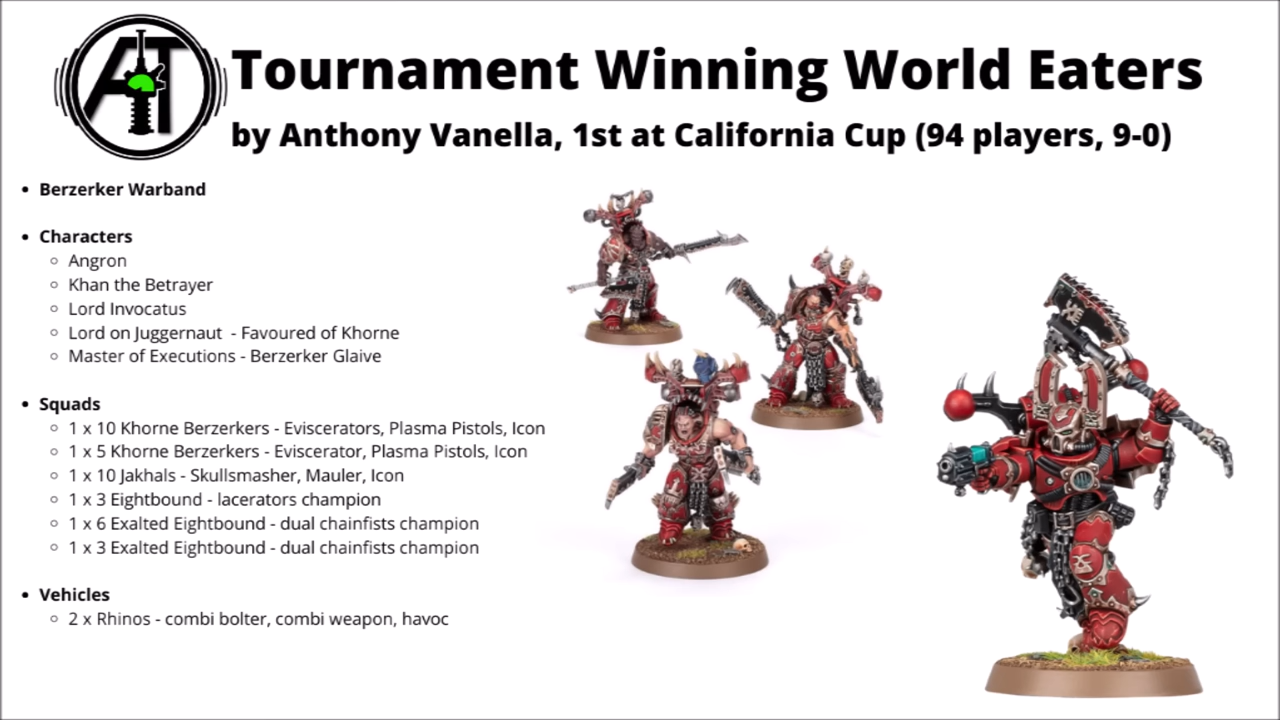 AT
Tournament Winning World Eaters
by Anthony Vanella, 1st at California Cup (94 players, 9-0)
• Berzerker Warband
• Characters
◦ Angron
◦ Khan the Betrayer
◦ Lord Invocatus
◦ Lord on Juggernaut - Favoured of Khorne
◦ Master of Executions - Berzerker Glaive
• Squads
◦ 1 x 10 Khorne Berzerkers - Eviscerators, Plasma Pistols, Icon
◦ 1 x 5 Khorne Berzerkers - Eviscerator, Plasma Pistols, Icon
◦ 1 x 10 Jakhals - Skullsmasher, Mauler, Icon
◦ 1 x 3 Eightbound - lacerators champion
◦ 1 x 6 Exalted Eightbound - dual chainfists champion
◦ 1 x 3 Exalted Eightbound - dual chainfists champion
• Vehicles
◦ 2 x Rhinos - combi bolter, combi weapon, havoc